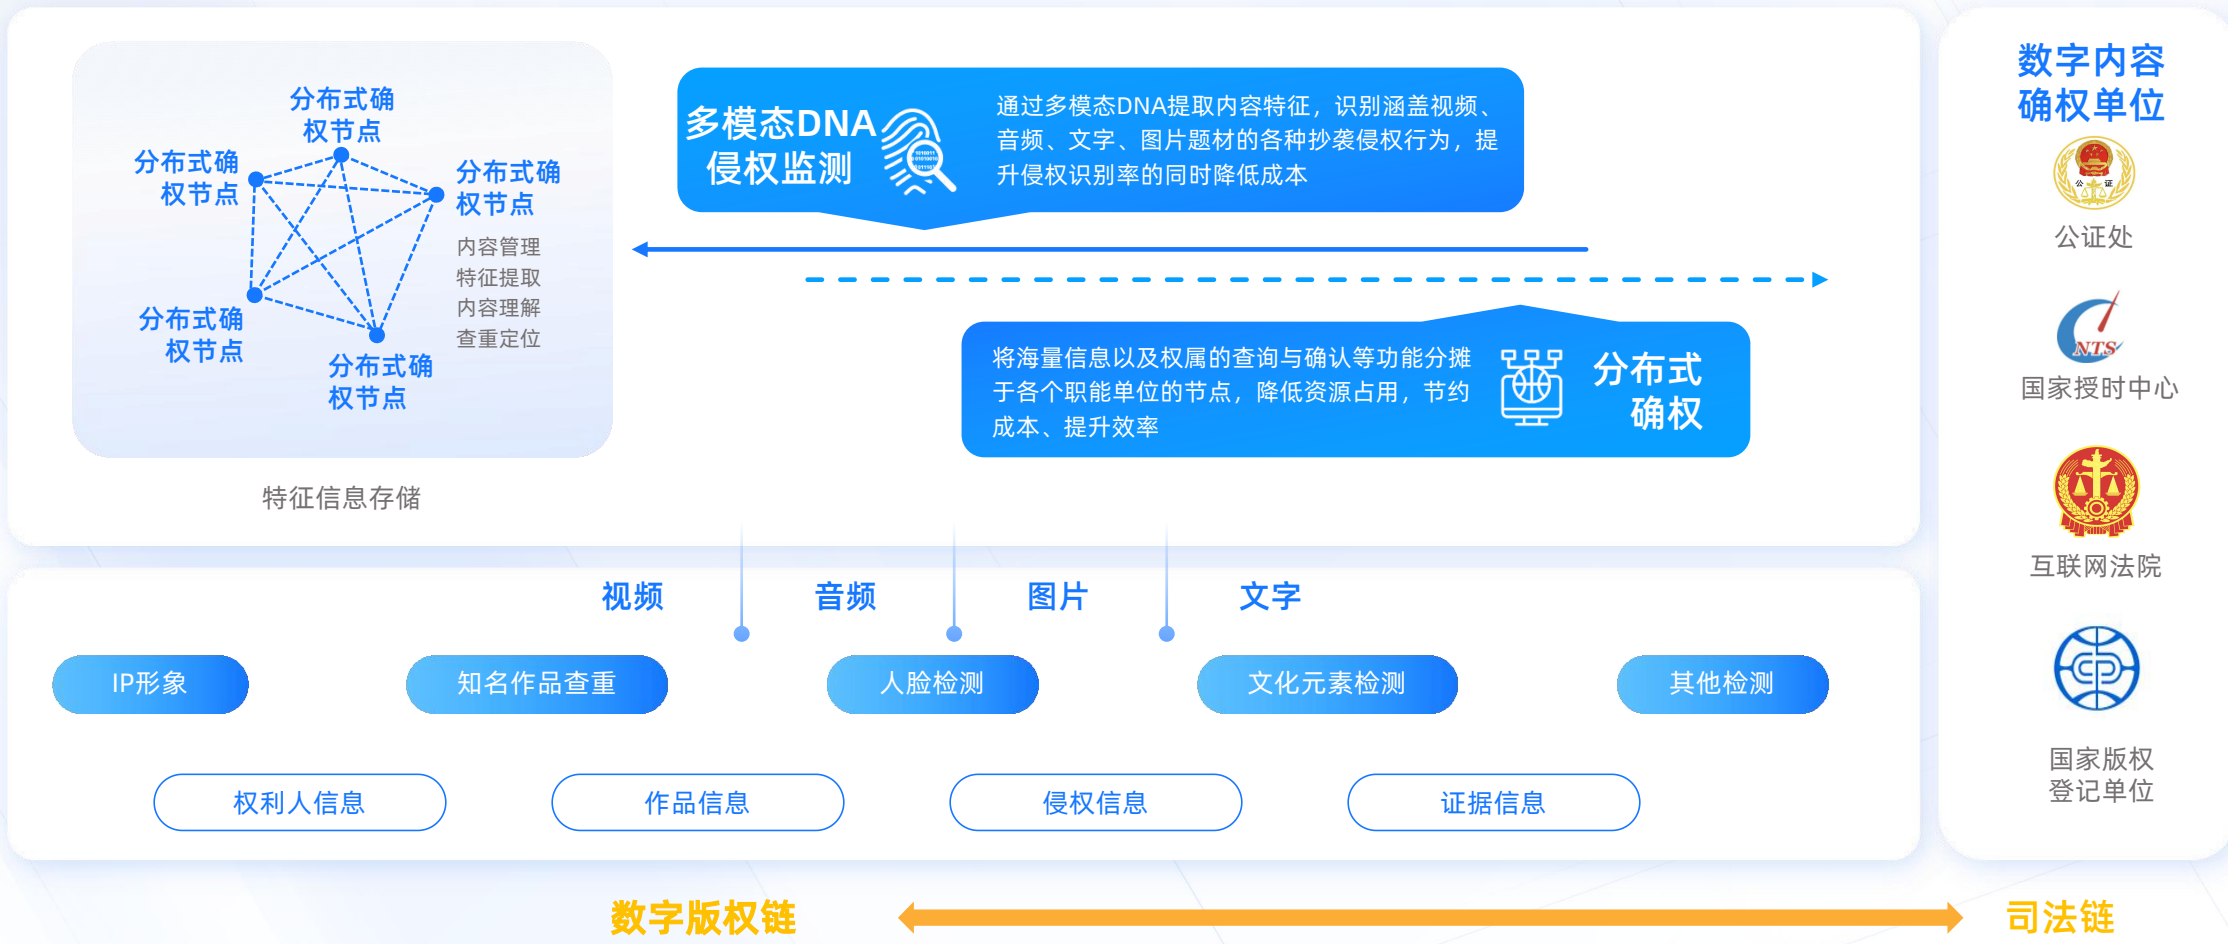 分布式确
权节点
分布式确
权节点
分布式确
权节点
内容管理
特征提取
内容理解
查重定位
分布式确
权节点
分布式确
权节点
特征信息存储
多模态DNA
侵权监测
通过多模态DNA提取内容特征，识别涵盖视频、
音频、文字、图片题材的各种抄袭侵权行为，提
升侵权识别率的同时降低成本
将海量信息以及权属的查询与确认等功能分摊
于各个职能单位的节点，降低资源占用，节约
成本、提升效率
分布式
确权
视频
音频
图片
文字
IP形象
知名作品查重
人脸检测
文化元素检测
其他检测
权利人信息
作品信息
侵权信息
证据信息
数字内容
确权单位
公 证
公证处
NTS
国家授时中心
互联网法院
国家版权
登记单位
数字版权链
司法链